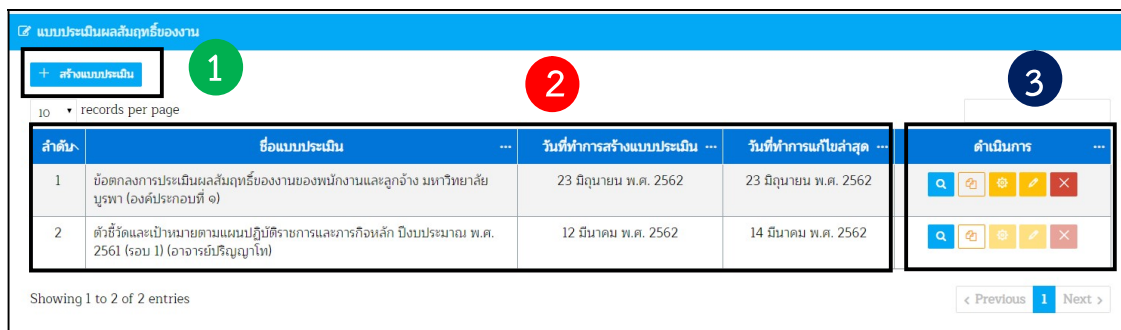 แบบประเมินผลสัมฤทธิ์ของงาน
+ สร้างแบบประเมิน
1
2
3
10 records per page
ลำดับ ชื่อแบบประเมิน ... วันที่ทำการสร้างแบบประเมิน ... วันที่ทำการแก้ไขล่าสุด ... ดำเนินการ ...
1 ข้อตกลงการประเมินผลสัมฤทธิ์ของงานของพนักงานและลูกจ้าง มหาวิทยาลัย 23 มิถุนายน พ.ศ. 2562 23 มิถุนายน พ.ศ. 2562
บูรพา (องค์ประกอบที่ ๑)
2 ตัวชี้วัดและเป้าหมายตามแผนปฏิบัติราชการและภารกิจหลัก ปีงบประมาณ พ.ศ. 12 มีนาคม พ.ศ. 2562 14 มีนาคม พ.ศ. 2562
2561 (รอบ 1) (อาจารย์ปริญญาโท)
Showing 1 to 2 of 2 entries
‹ Previous 1 Next ›